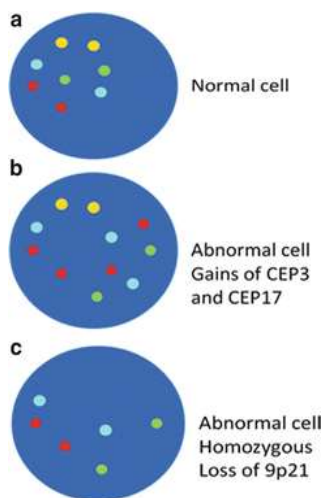 a
Normal cell
b
Abnormal cell
Gains of CEP3
and CEP17
c
Abnormal cell
Homozygous
Loss of 9p21